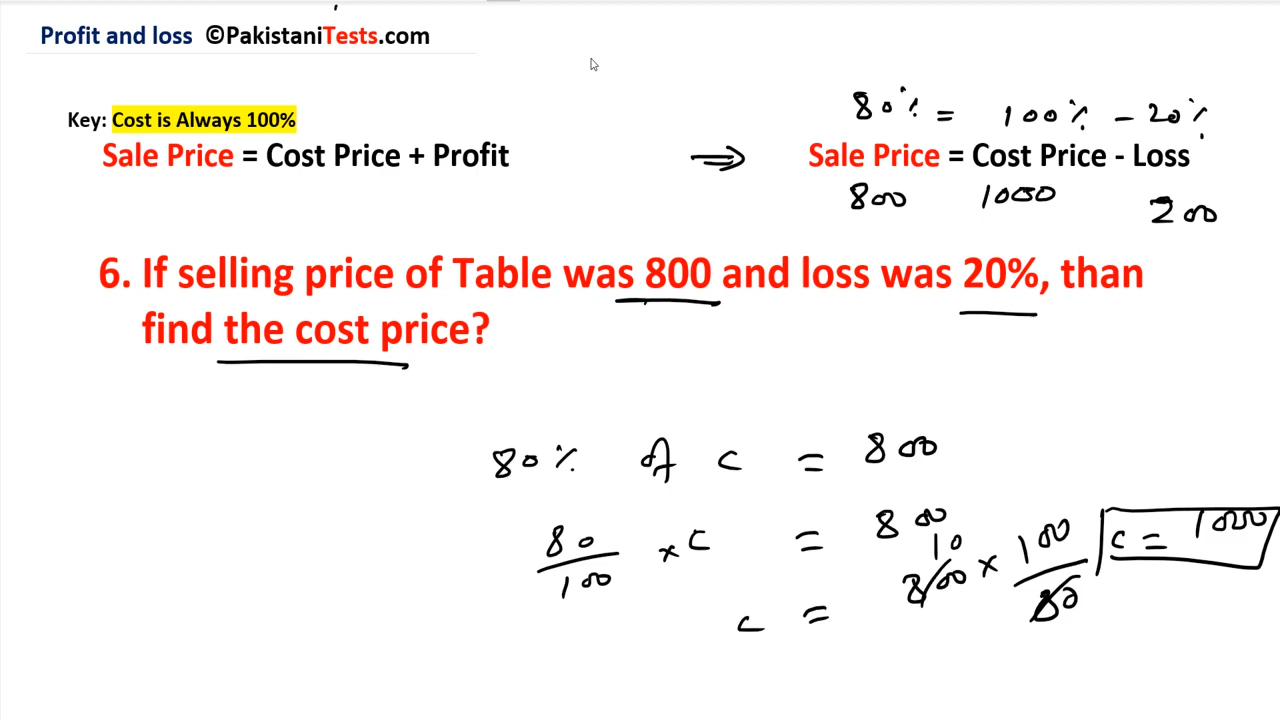 Profit and loss ©PakistaniTests.com
80% = 100% - 20%
Key: Cost is Always 100%
Sale Price = Cost Price + Profit ⇒ Sale Price = Cost Price - Loss
800 1000 200
6. If selling price of Table was 800 and loss was 20%, than
find the cost price?
80% of c = 800
80/100 × c = 800
c = 800 × 100/80 10
c = 1000